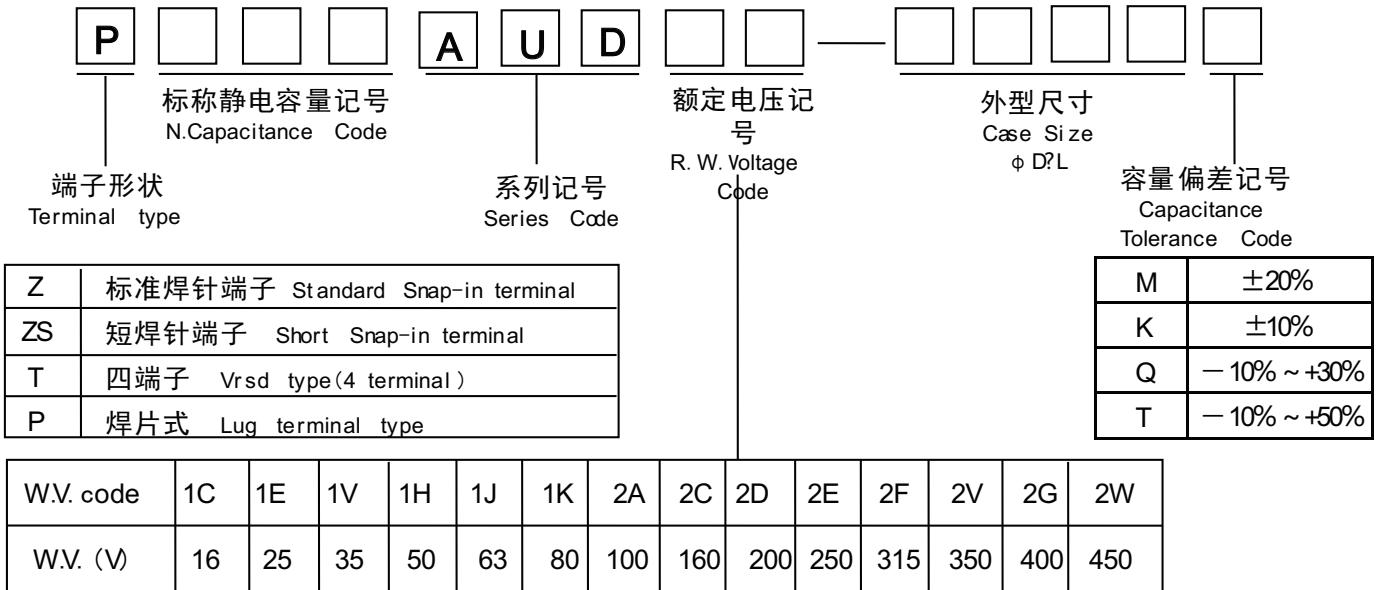 P A U D
标称静电容量记号
N.Capacitance Code
额定电压记
号
R. W. Voltage
Code
外型尺寸
Case Size
φ D?L
端子形状
Terminal type
系列记号
Series Code
容量偏差记号
Capacitance
Tolerance Code
Z 标准焊针端子 Standard Snap-in terminal
ZS 短焊针端子 Short Snap-in terminal
T 四端子 Vrsd type(4 terminal)
P 焊片式 Lug terminal type
M ±20%
K ±10%
Q －10%～+30%
T －10%～+50%
W.V. code 1C 1E 1V 1H 1J 1K 2A 2C 2D 2E 2F 2V 2G 2W
W.V. (V) 16 25 35 50 63 80 100 160 200 250 315 350 400 450